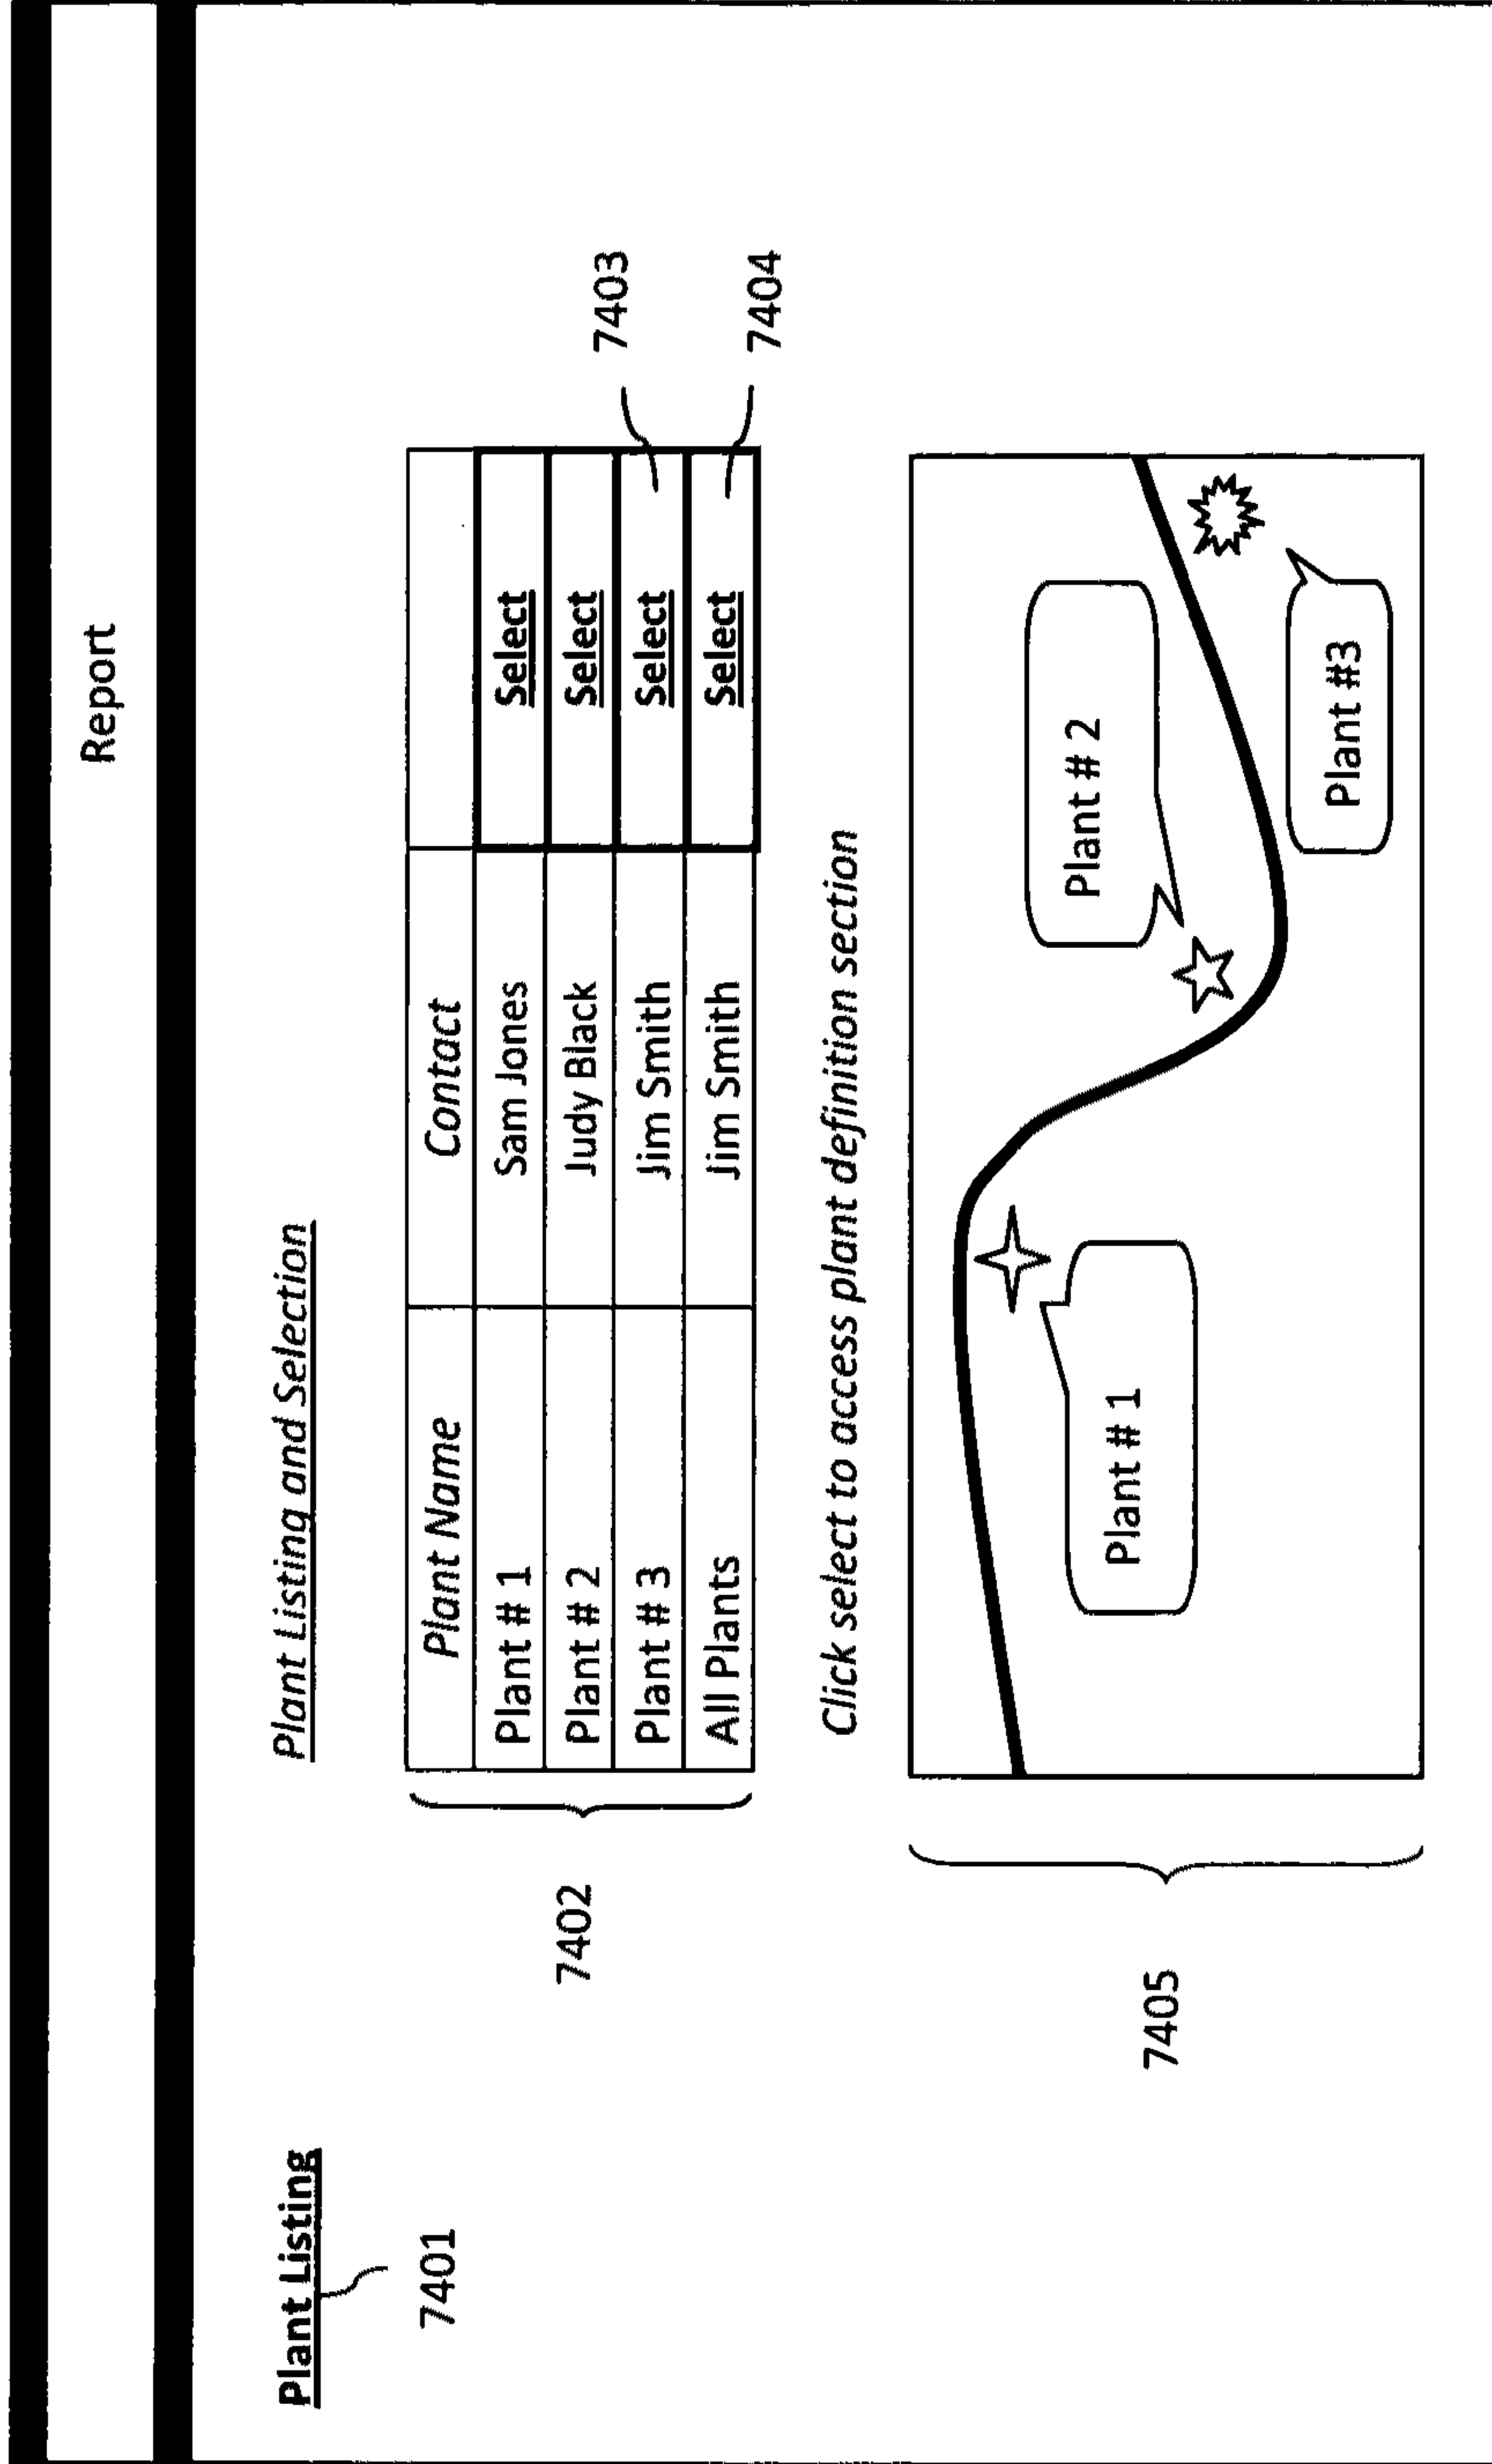 Report
Plant Listing
7401
Plant Listing and Selection
7402
Plant Name Contact
Plant # 1 Sam Jones Select
Plant # 2 Judy Black Select
Plant # 3 Jim Smith Select
All Plants Jim Smith Select
7403
7404
Click select to access plant definition section
7405
Plant # 1
Plant # 2
Plant #3